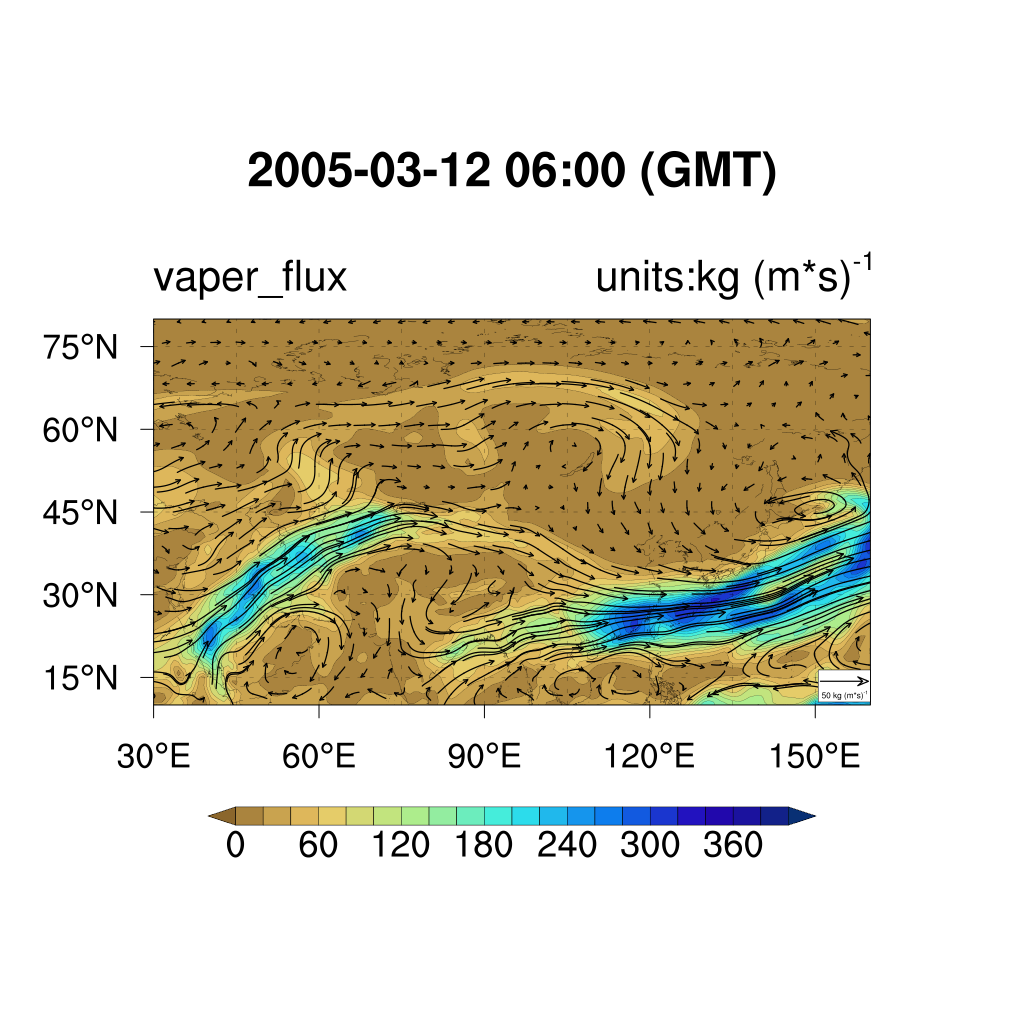 2005-03-12 06:00 (GMT)
vaper_flux units:kg (m*s)-1
75°N
60°N
45°N
30°N
15°N
50 kg (m*s)-1
30°E 60°E 90°E 120°E 150°E
0 60 120 180 240 300 360